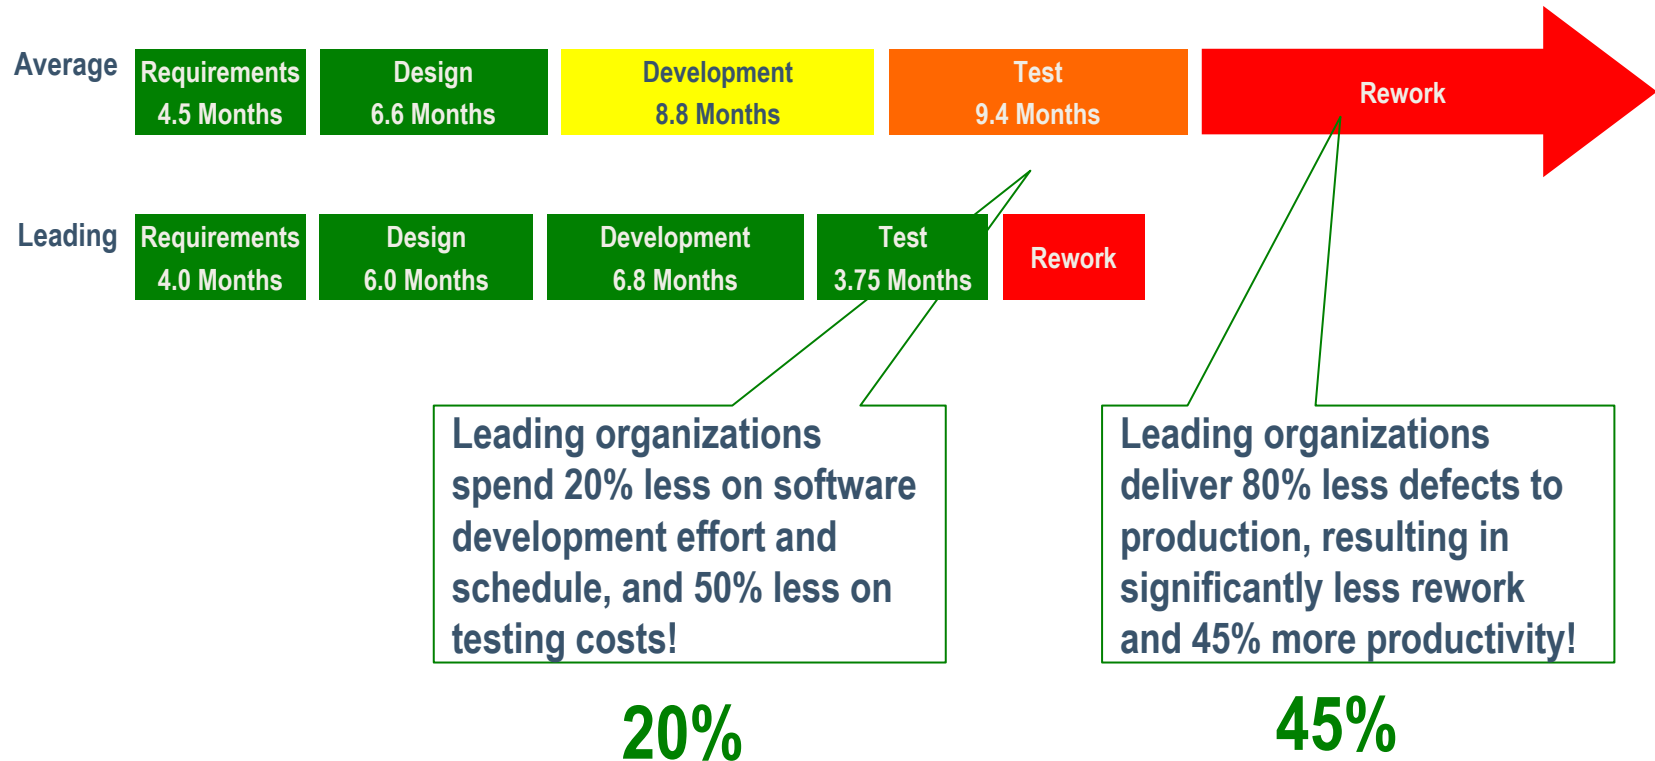 Average
Requirements
4.5 Months
Design
6.6 Months
Development
8.8 Months
Test
9.4 Months
Rework
Leading
Requirements
4.0 Months
Design
6.0 Months
Development
6.8 Months
Test
3.75 Months
Rework
Leading organizations
spend 20% less on software
development effort and
schedule, and 50% less on
testing costs!
Leading organizations
deliver 80% less defects to
production, resulting in
significantly less rework
and 45% more productivity!
20%
45%